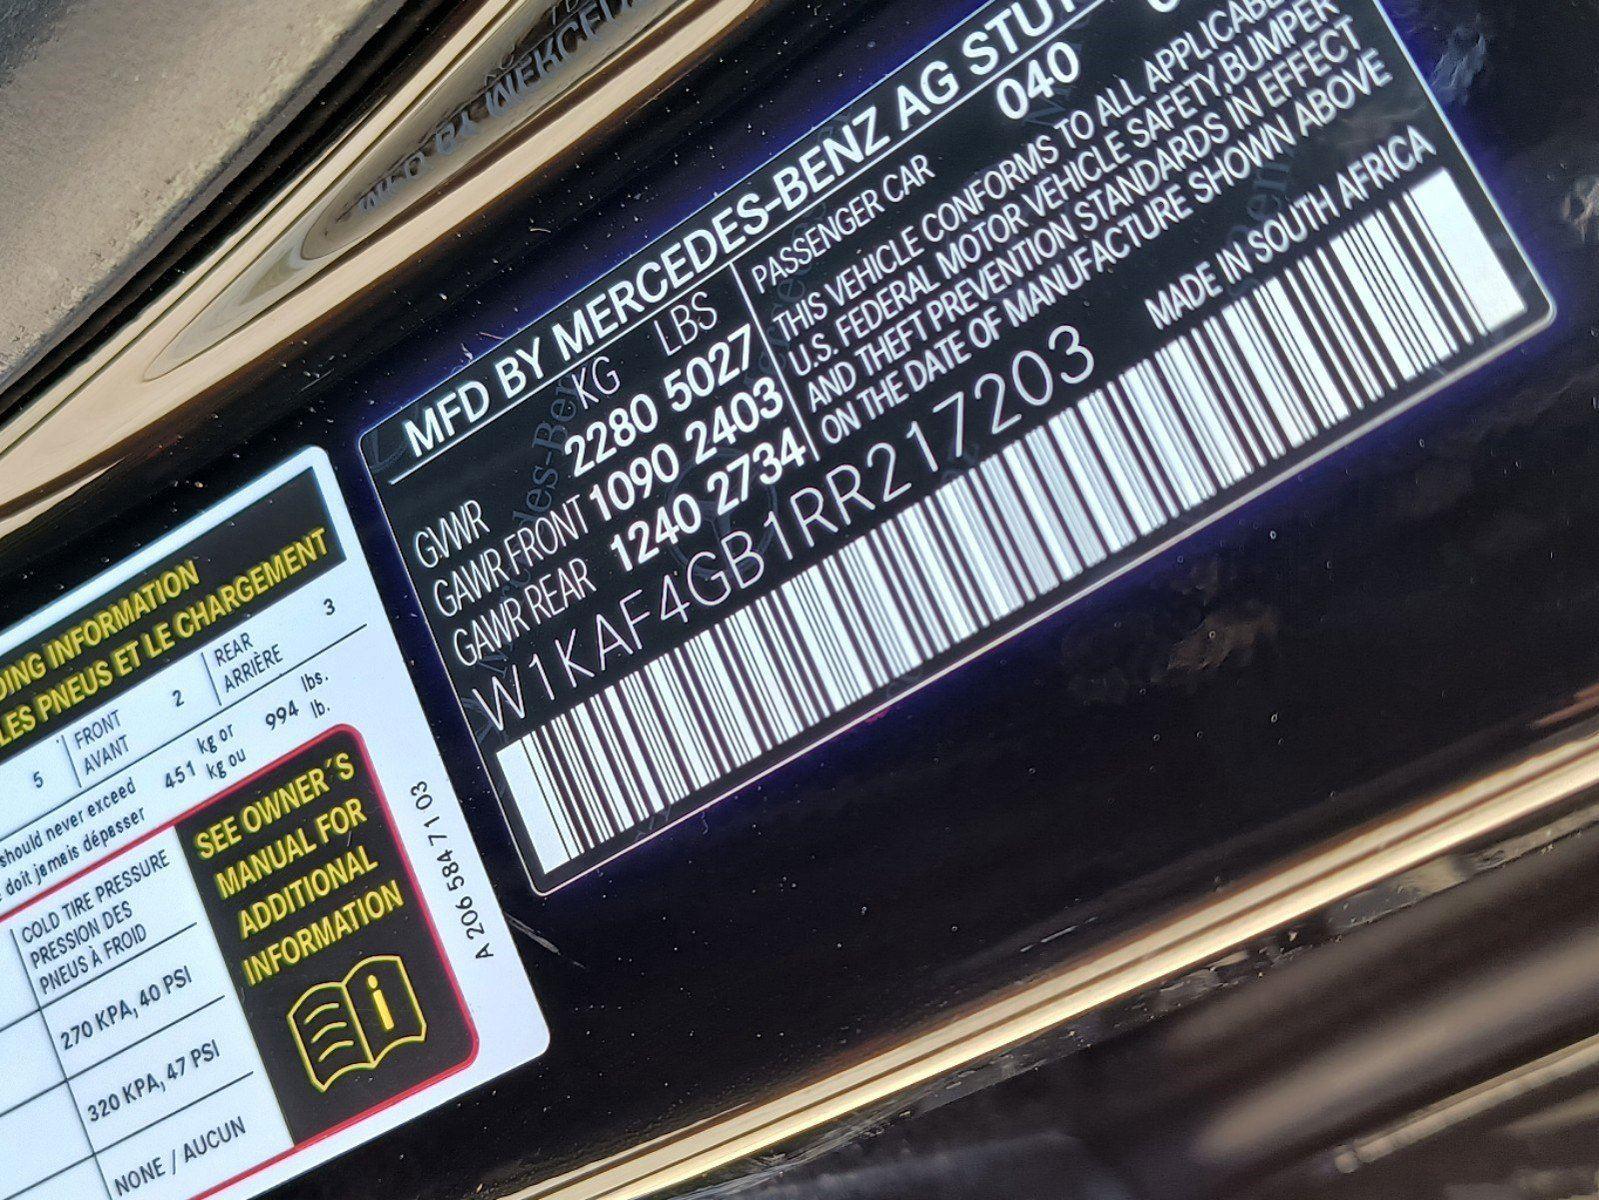 MFD BY MERCEDES-BENZ AG
040
KG LBS
GVWR 2280 5027
GAWR FRONT 1090 2403
GAWR REAR 1240 2734
PASSENGER CAR
THIS VEHICLE CONFORMS TO ALL
U.S. FEDERAL MOTOR VEHICLE SAFETY, BUMPER
AND THEFT PREVENTION STANDARDS IN EFFECT
ON THE DATE OF MANUFACTURE SHOWN ABOVE
MADE IN SOUTH AFRICA
W1KAF4GB1RR217203
INFORMATION
LES PNEUS ET LE CHARGEMENT
5 FRONT 2 REAR 3
AVANT ARRIÈRE
should never exceed 451 kg or 994 lbs.
doit jamais dépasser kg ou lb.
COLD TIRE PRESSURE
PRESSION DES
PNEUS À FROID
270 KPA, 40 PSI
320 KPA, 47 PSI
NONE / AUCUN
SEE OWNER´S
MANUAL FOR
ADDITIONAL
INFORMATION
i
A 206 584 71 03